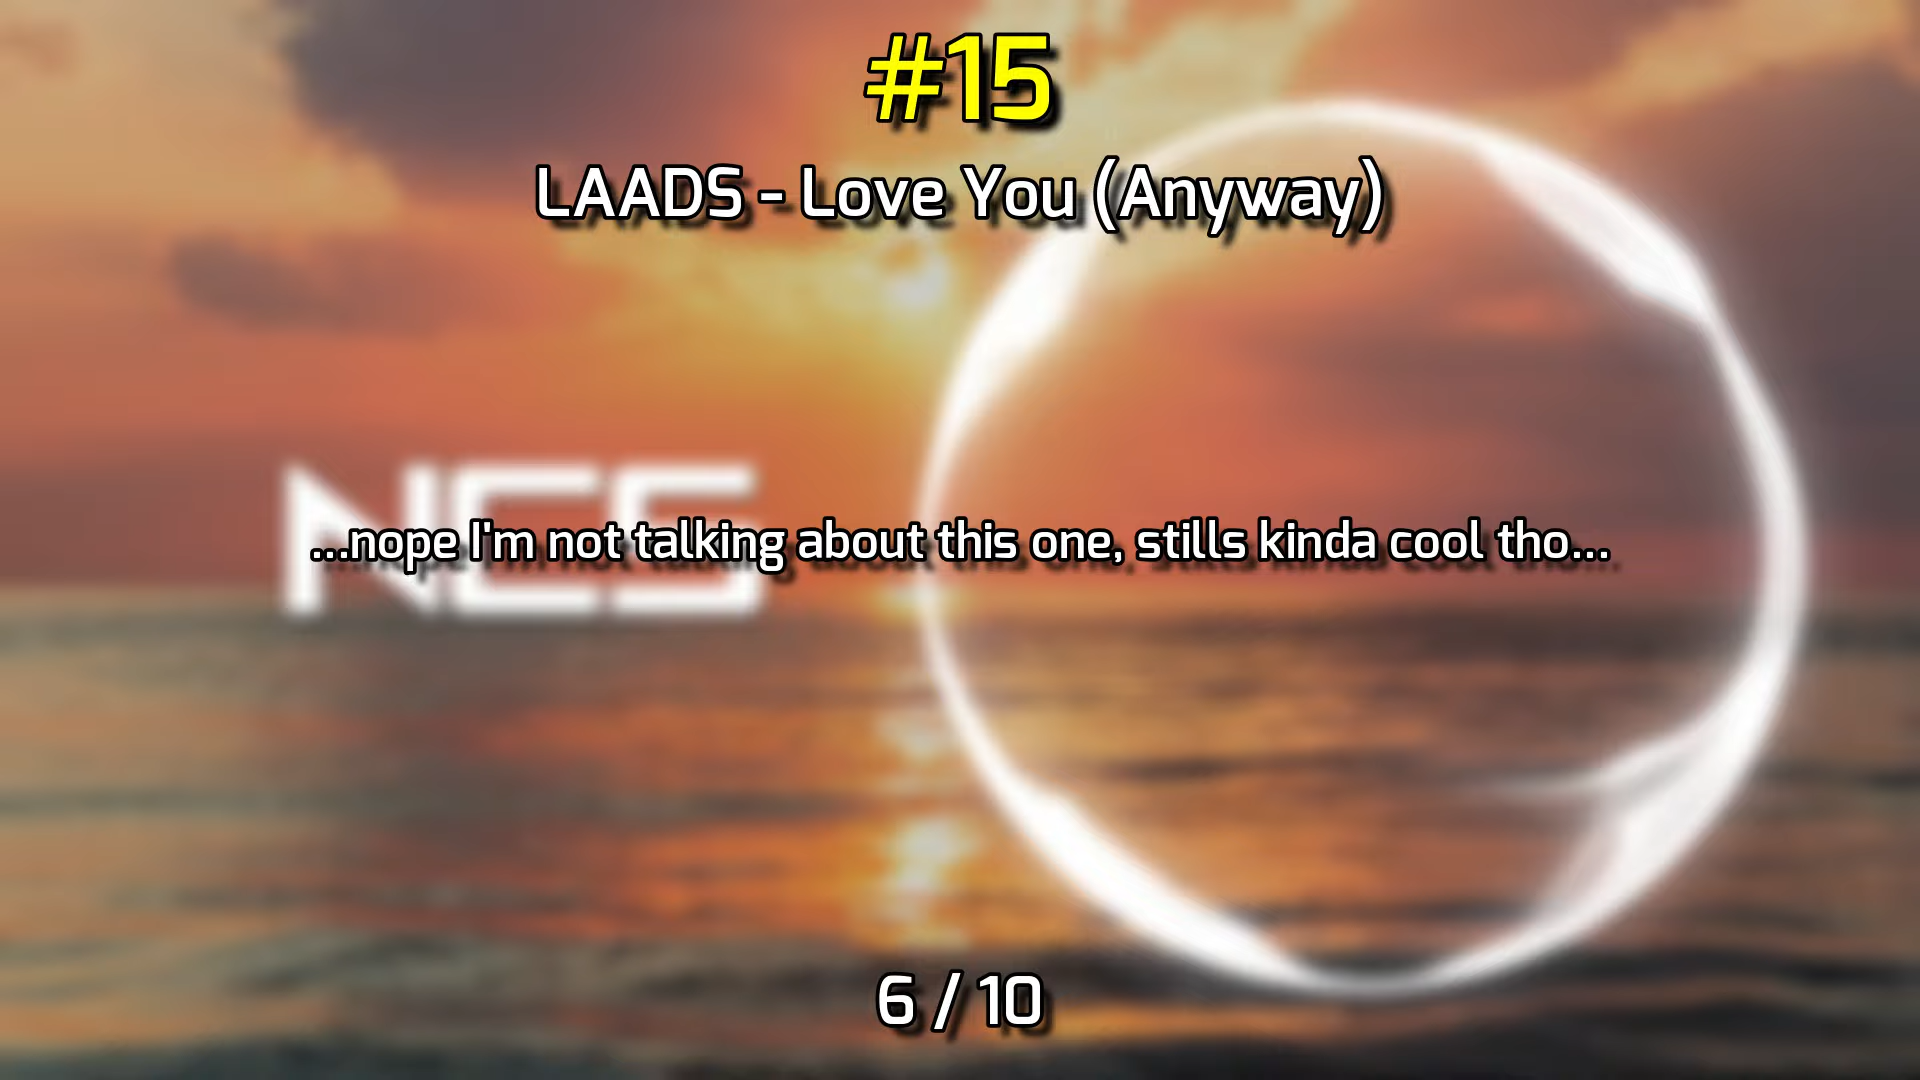 #15
LAADS - Love You (Anyway)
NCS
...nope I'm not talking about this one, stills kinda cool tho...
6 / 10